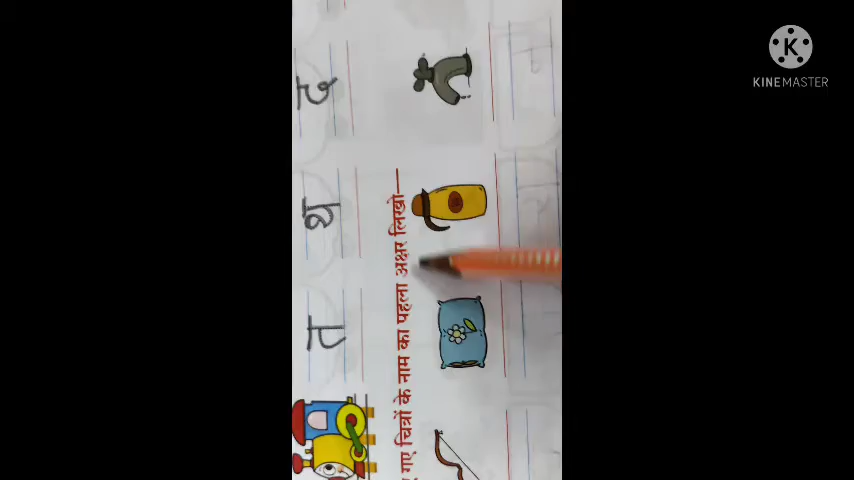 त थ द
गए चित्रों के नाम का पहला अक्षर लिखो—
KINEMASTER